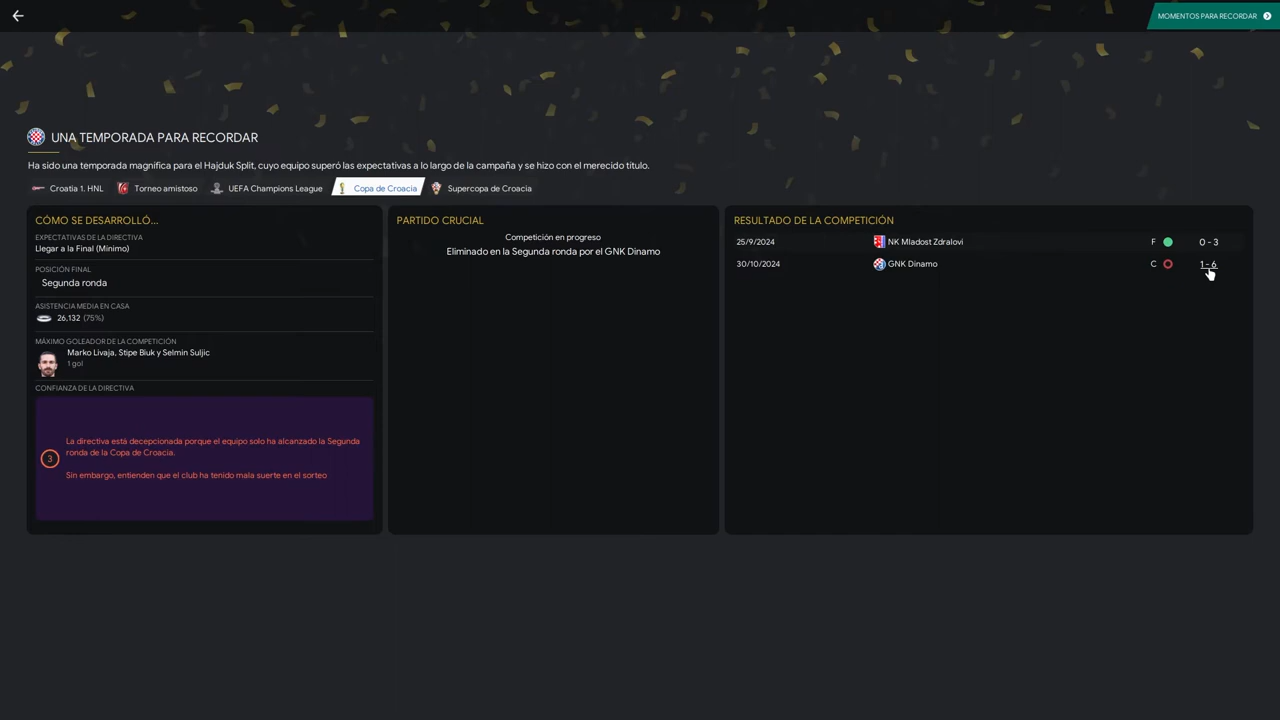 MOMENTOS PARA RECORDAR
UNA TEMPORADA PARA RECORDAR
Ha sido una temporada magnífica para el Hajduk Split, cuyo equipo superó las expectativas a lo largo de la campaña y se hizo con el merecido título.
Croatia 1. HNL
Torneo amistoso
UEFA Champions League
Copa de Croacia
Supercopa de Croacia
CÓMO SE DESARROLLÓ...
EXPECTATIVAS DE LA DIRECTIVA
Llegar a la Final (Mínimo)
POSICIÓN FINAL
Segunda ronda
ASISTENCIA MEDIA EN CASA
26,132 (75%)
MÁXIMO GOLEADOR DE LA COMPETICIÓN
Marko Livaja, Stipe Biuk y Selmin Suljic
1 gol
CONFIANZA DE LA DIRECTIVA
3
La directiva está decepcionada porque el equipo solo ha alcanzado la Segunda
ronda de la Copa de Croacia.
Sin embargo, entienden que el club ha tenido mala suerte en el sorteo
PARTIDO CRUCIAL
Competición en progreso
Eliminado en la Segunda ronda por el GNK Dinamo
RESULTADO DE LA COMPETICIÓN
25/9/2024 NK Mladost Zdralovi F 0 - 3
30/10/2024 GNK Dinamo C 1 - 6